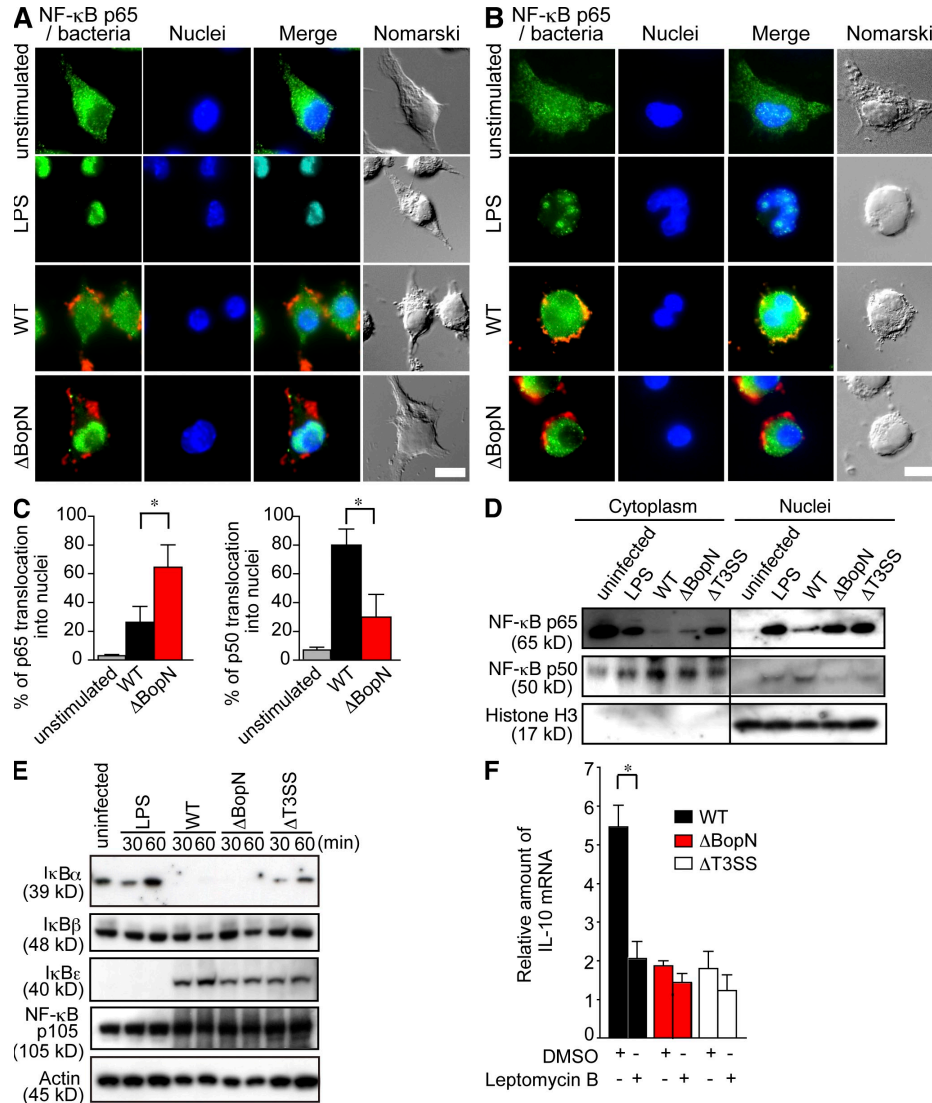 A
NF-κB p65
/ bacteria Nuclei Merge Nomarski
unstimulated
LPS
WT
ΔBopN
B
NF-κB p65
/ bacteria Nuclei Merge Nomarski
unstimulated
LPS
WT
ΔBopN
C
% of p65 translocation
into nuclei
100
80
60
40
20
0
*
unstimulated
WT
ΔBopN
% of p50 translocation
into nuclei
100
80
60
40
20
0
*
unstimulated
WT
ΔBopN
D
Cytoplasm Nuclei
uninfected LPS WT ΔBopN ΔT3SS uninfected LPS WT ΔBopN ΔT3SS
NF-κB p65
(65 kD)
NF-κB p50
(50 kD)
Histone H3
(17 kD)
E
uninfected LPS WT ΔBopN ΔT3SS
30 60 30 60 30 60 30 60 (min)
IκBα
(39 kD)
IκBβ
(48 kD)
IκBε
(40 kD)
NF-κB
p105
(105 kD)
Actin
(45 kD)
F
Relative amount of
IL-10 mRNA
7
6
5
4
3
2
1
0
*
WT
ΔBopN
ΔT3SS
DMSO + - + - + -
Leptomycin B - + - + - +